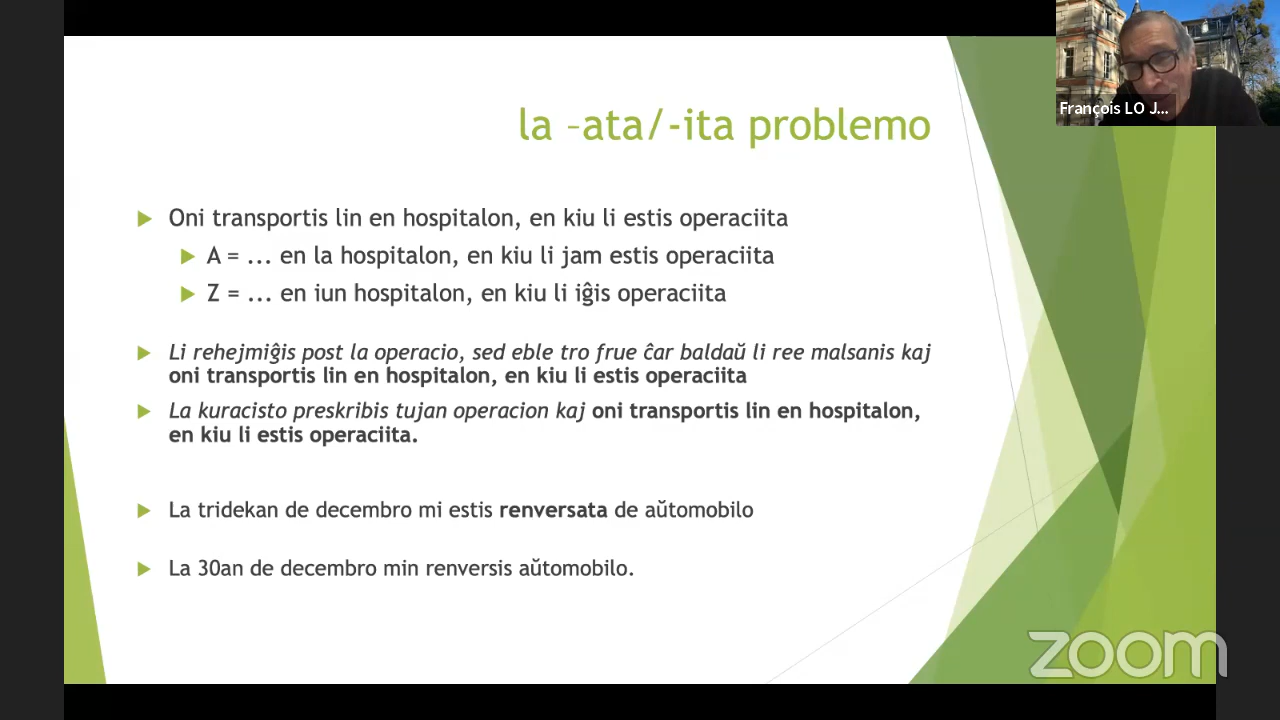 François LO J...
la –ata/-ita problemo
Oni transportis lin en hospitalon, en kiu li estis operaciita
A = ... en la hospitalon, en kiu li jam estis operaciita
Z = ... en iun hospitalon, en kiu li iĝis operaciita
Li rehejmiĝis post la operacio, sed eble tro frue ĉar baldaŭ li ree malsanis kaj
oni transportis lin en hospitalon, en kiu li estis operaciita
La kuracisto preskribis tujan operacion kaj oni transportis lin en hospitalon,
en kiu li estis operaciita.
La tridekan de decembro mi estis renversata de aŭtomobilo
La 30an de decembro min renversis aŭtomobilo.
zoom